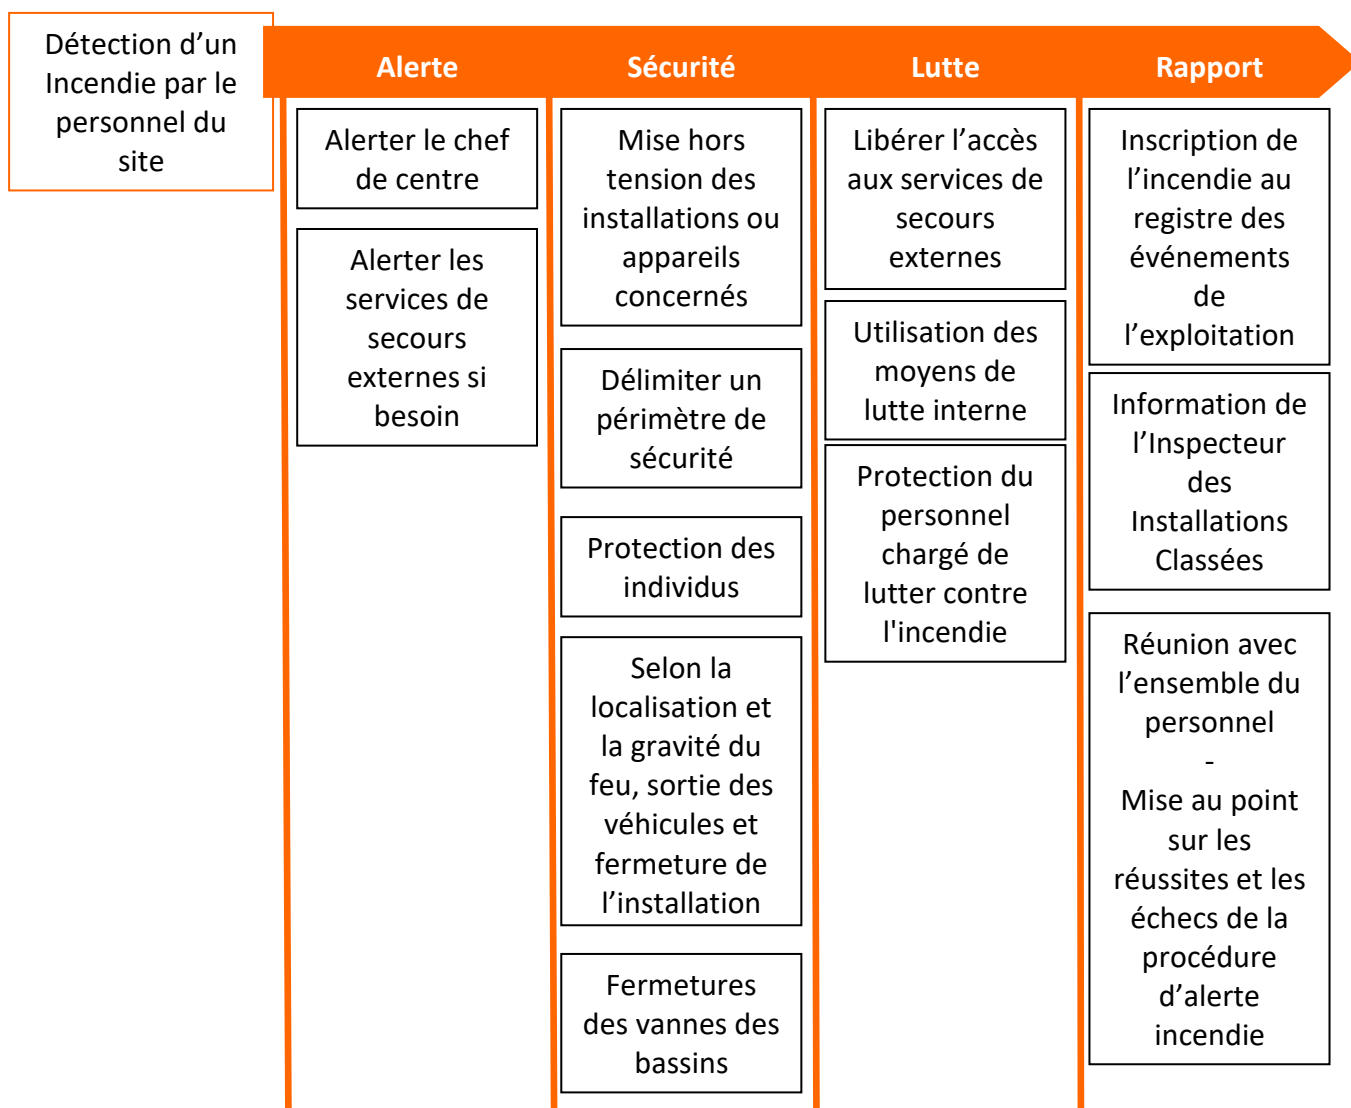 Détection d’un
Incendie par le
personnel du
site
Alerte
Sécurité
Lutte
Rapport
Alerter le chef
de centre
Alerter les
services de
secours
externes si
besoin
Mise hors
tension des
installations ou
appareils
concernés
Délimiter un
périmètre de
sécurité
Protection des
individus
Selon la
localisation et
la gravité du
feu, sortie des
véhicules et
fermeture de
l’installation
Fermetures
des vannes des
bassins
Libérer l’accès
aux services de
secours
externes
Utilisation des
moyens de
lutte interne
Protection du
personnel
chargé de
lutter contre
l'incendie
Inscription de
l’incendie au
registre des
événements
de
l’exploitation
Information de
l’Inspecteur
des
Installations
Classées
Réunion avec
l’ensemble du
personnel
-
Mise au point
sur les
réussites et les
échecs de la
procédure
d’alerte
incendie